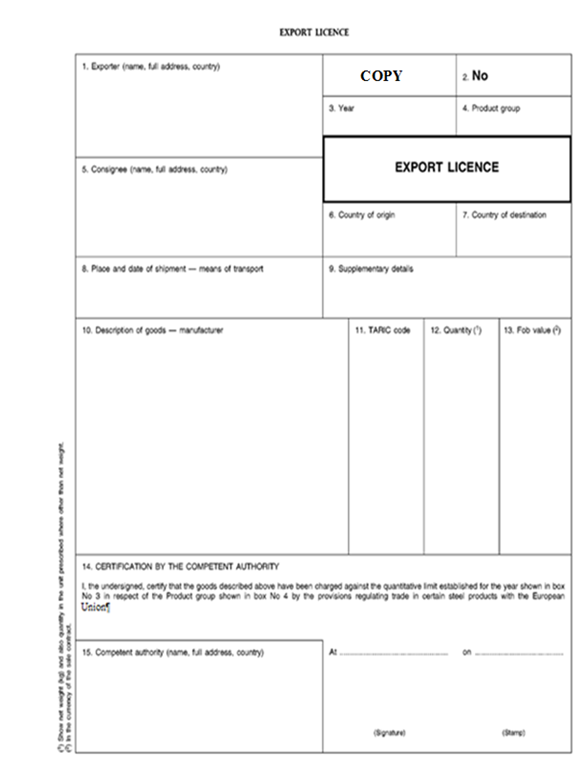 EXPORT LICENCE
1. Exporter (name, full address, country)
COPY
2. No
3. Year
4. Product group
EXPORT LICENCE
5. Consignee (name, full address, country)
6. Country of origin
7. Country of destination
8. Place and date of shipment — means of transport
9. Supplementary details
10. Description of goods — manufacturer
11. TARIC code
12. Quantity (¹)
13. Fob value (²)
14. CERTIFICATION BY THE COMPETENT AUTHORITY
I, the undersigned, certify that the goods described above have been charged against the quantitative limit established for the year shown in box
No 3 in respect of the Product group shown in box No 4 by the provisions regulating trade in certain steel products with the European
Union¶
15. Competent authority (name, full address, country)
At ........................................ on ................................
(Signature)
(Stamp)
(¹) Show net weight (kg) and also quantity in the unit prescribed where other than net weight.
(²) In the currency of the sale contract.